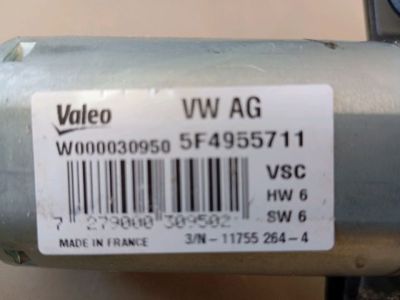 Valeo VW AG
W000030950 5F4955711
VSC
HW 6
SW 6
7 279000 309502
MADE IN FRANCE 3/N - 11755 264-4